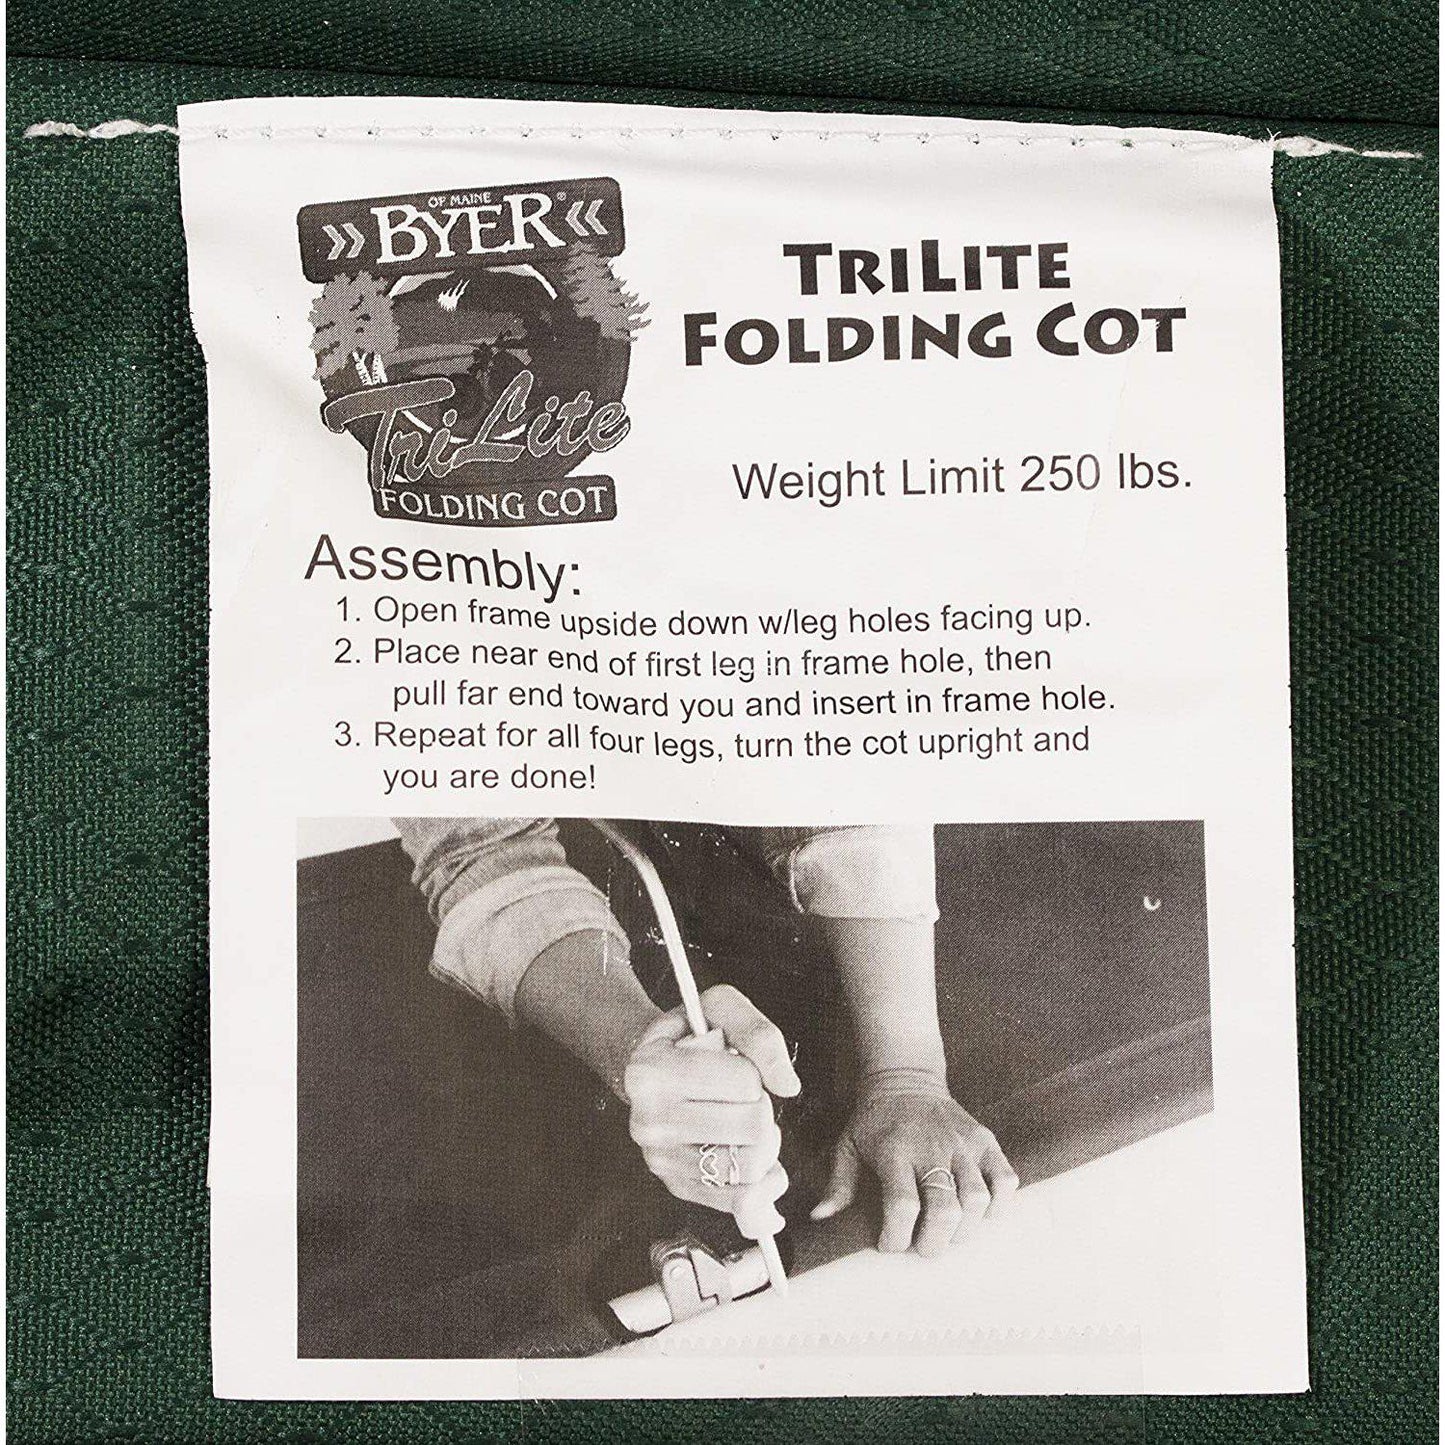 OF MAINE
» BYER® «
TriLite
FOLDING COT
TRILITE
FOLDING COT
Weight Limit 250 lbs.
Assembly:
1. Open frame upside down w/leg holes facing up.
2. Place near end of first leg in frame hole, then
pull far end toward you and insert in frame hole.
3. Repeat for all four legs, turn the cot upright and
you are done!